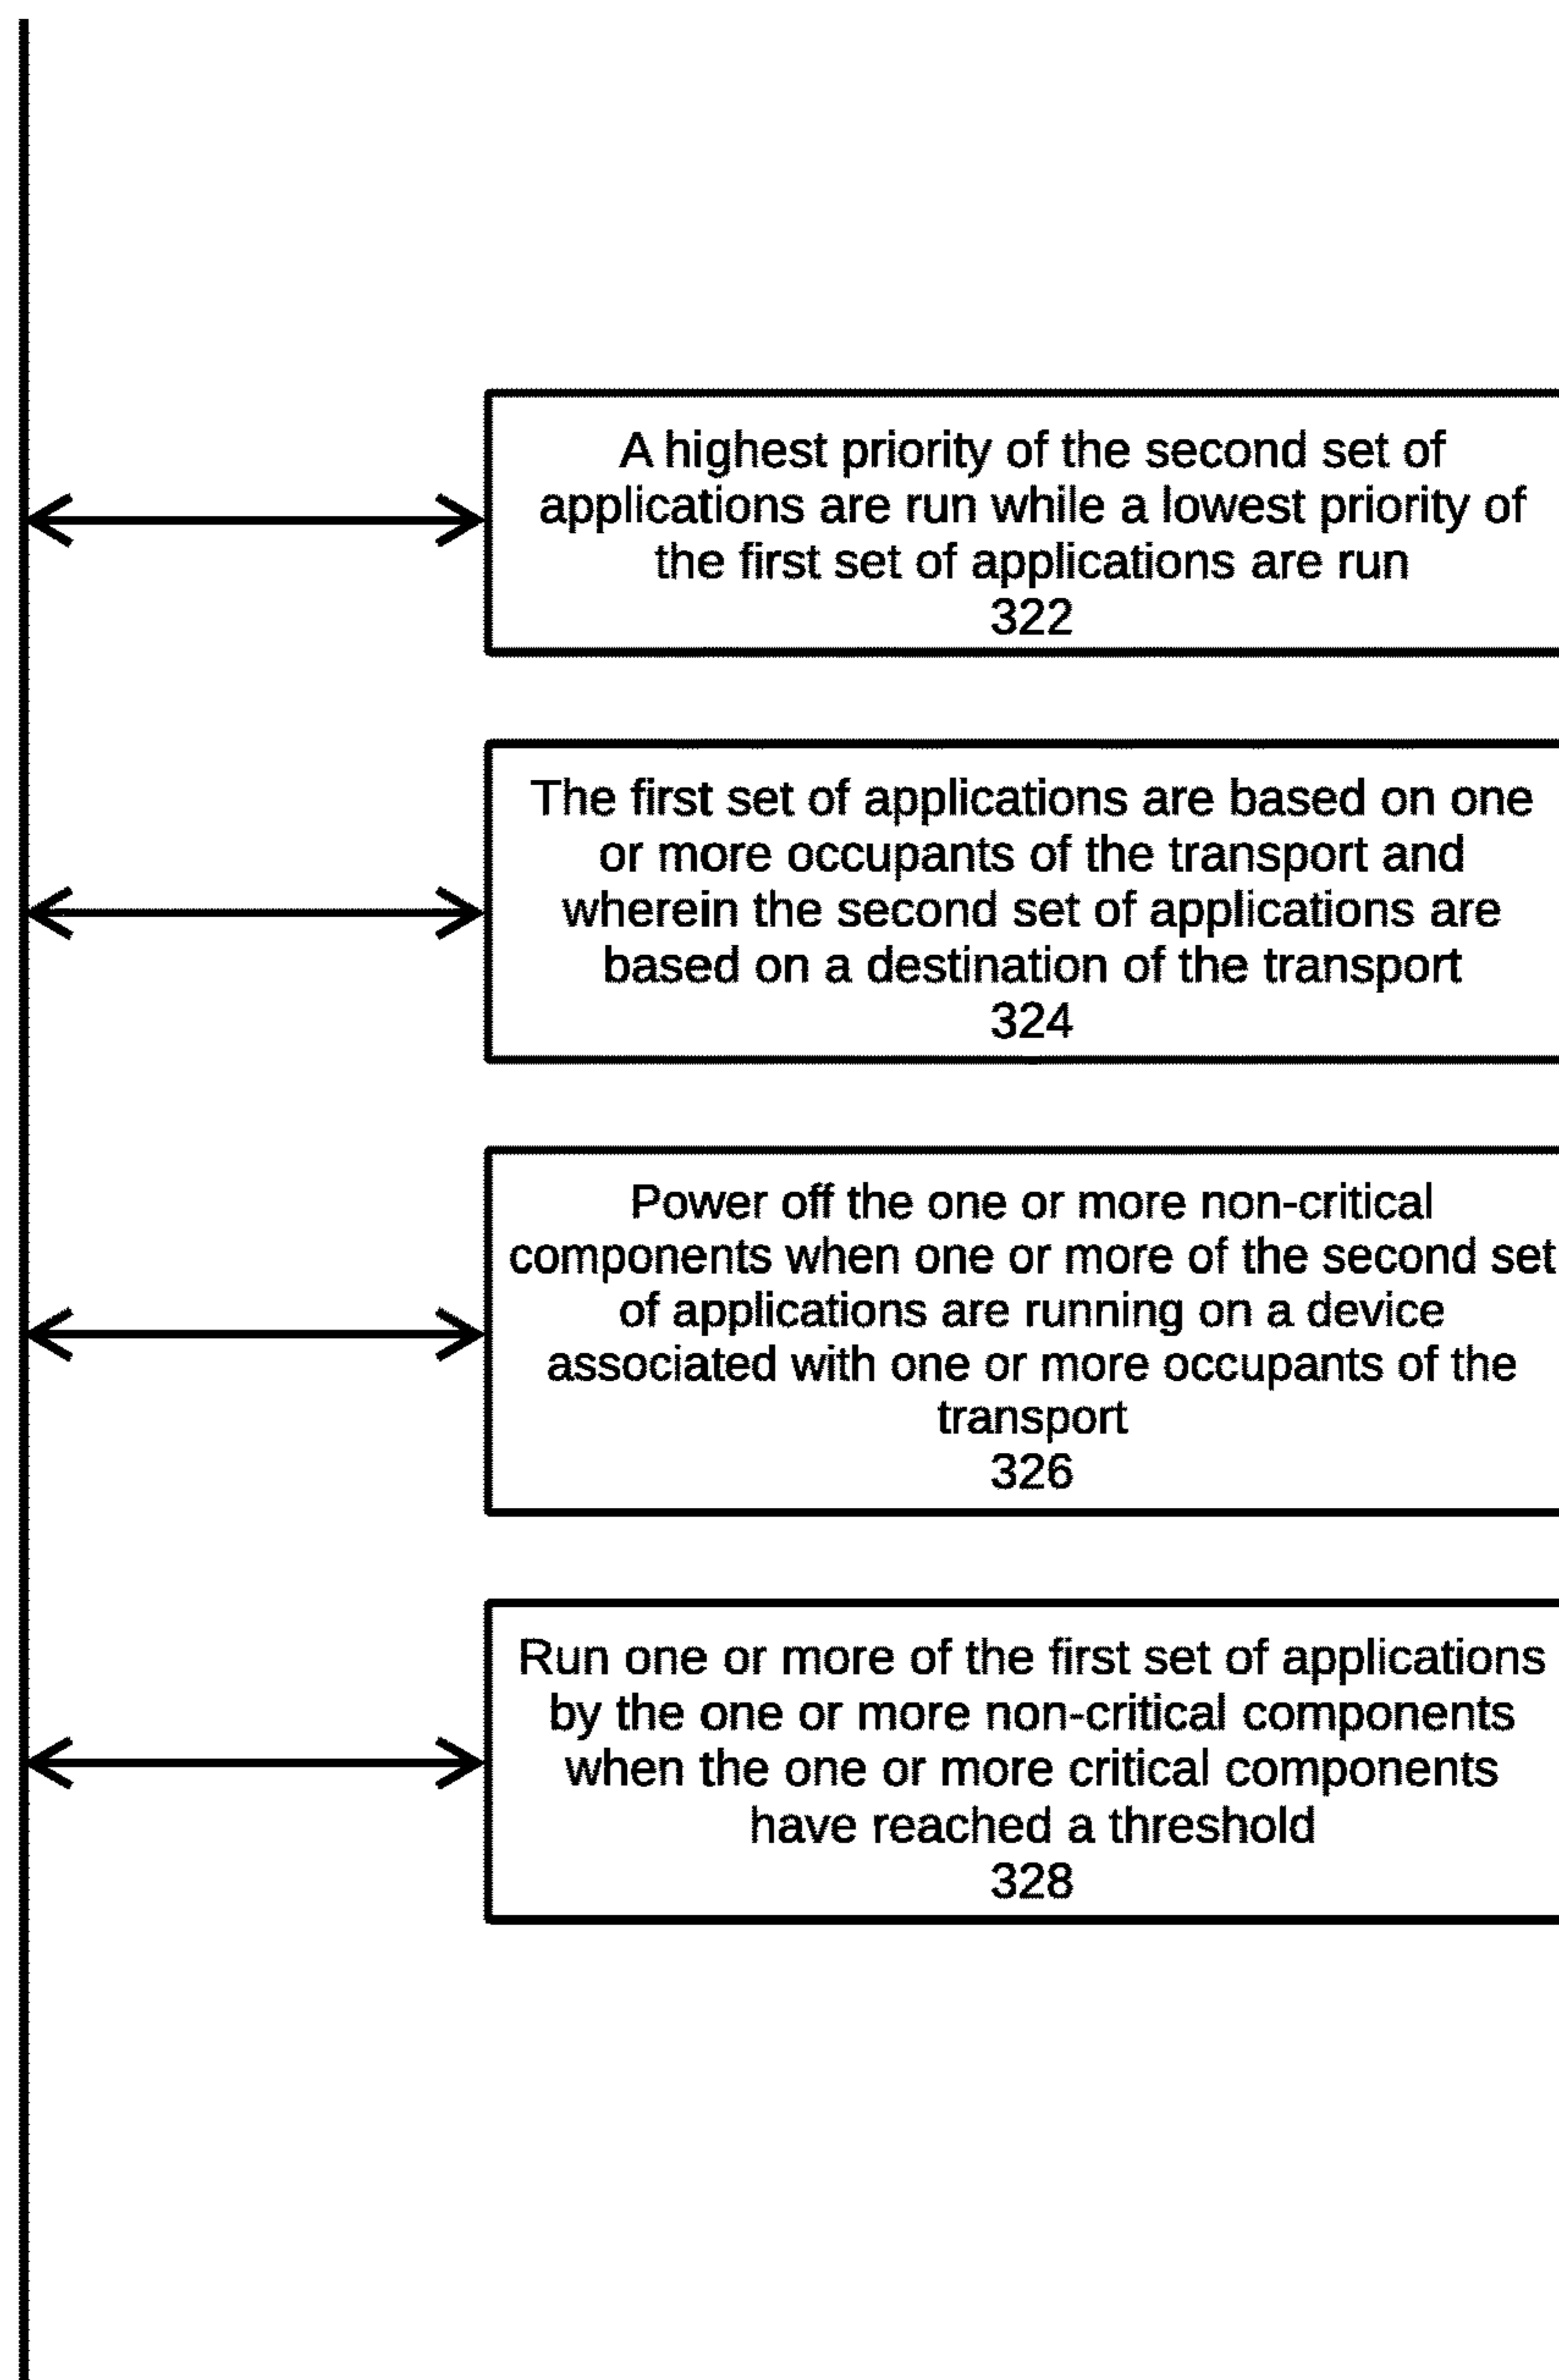 A highest priority of the second set of
applications are run while a lowest priority of
the first set of applications are run
322
The first set of applications are based on one
or more occupants of the transport and
wherein the second set of applications are
based on a destination of the transport
324
Power off the one or more non-critical
components when one or more of the second set
of applications are running on a device
associated with one or more occupants of the
transport
326
Run one or more of the first set of applications
by the one or more non-critical components
when the one or more critical components
have reached a threshold
328